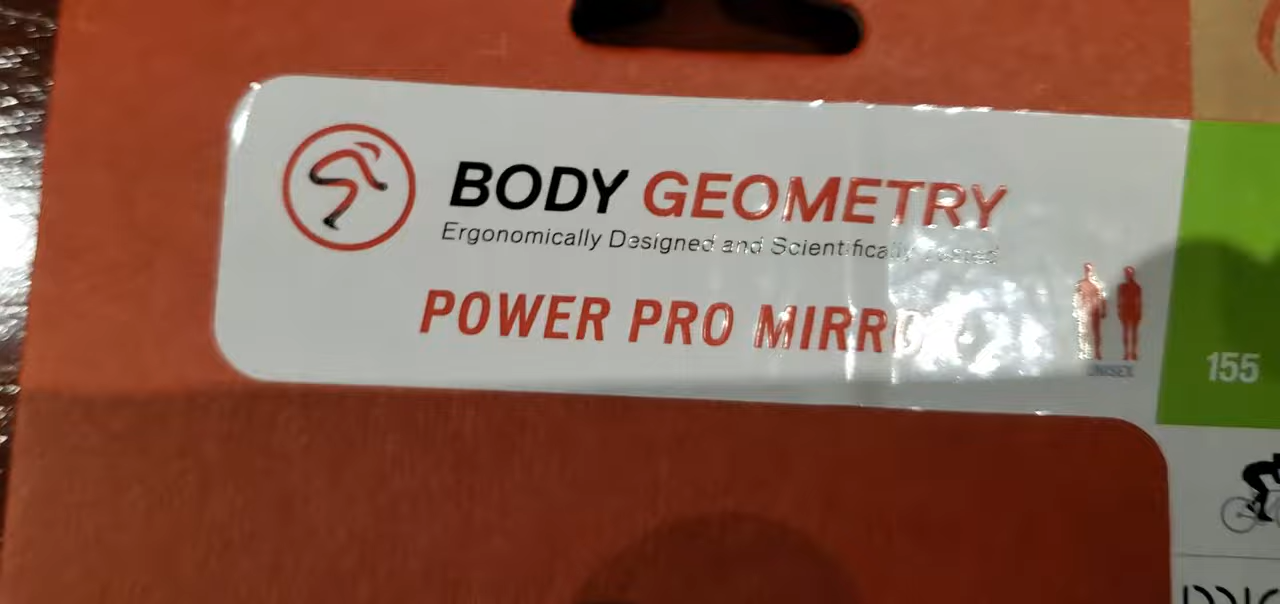 BODY GEOMETRY
Ergonomically Designed and Scientifically Tested
POWER PRO MIRROR
UNISEX
155